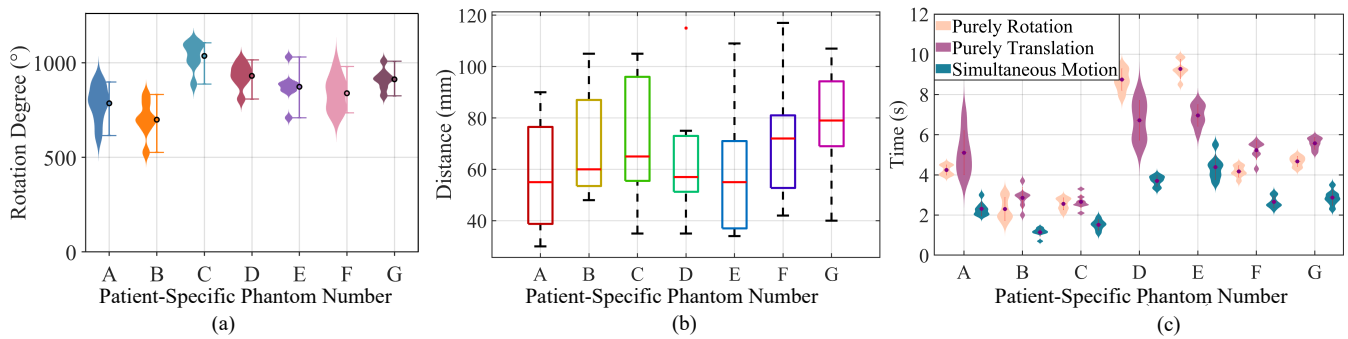 Rotation Degree (°)
1000
500
0
A B C D E F G
Patient-Specific Phantom Number
(a)
Distance (mm)
120
100
80
60
40
A B C D E F G
Patient-Specific Phantom Number
(b)
Time (s)
12
10
8
6
4
2
0
Purely Rotation
Purely Translation
Simultaneous Motion
A B C D E F G
Patient-Specific Phantom Number
(c)